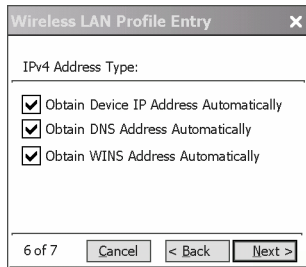 Wireless LAN Profile Entry
IPv4 Address Type:
Obtain Device IP Address Automatically
Obtain DNS Address Automatically
Obtain WINS Address Automatically
6 of 7 Cancel < Back Next >